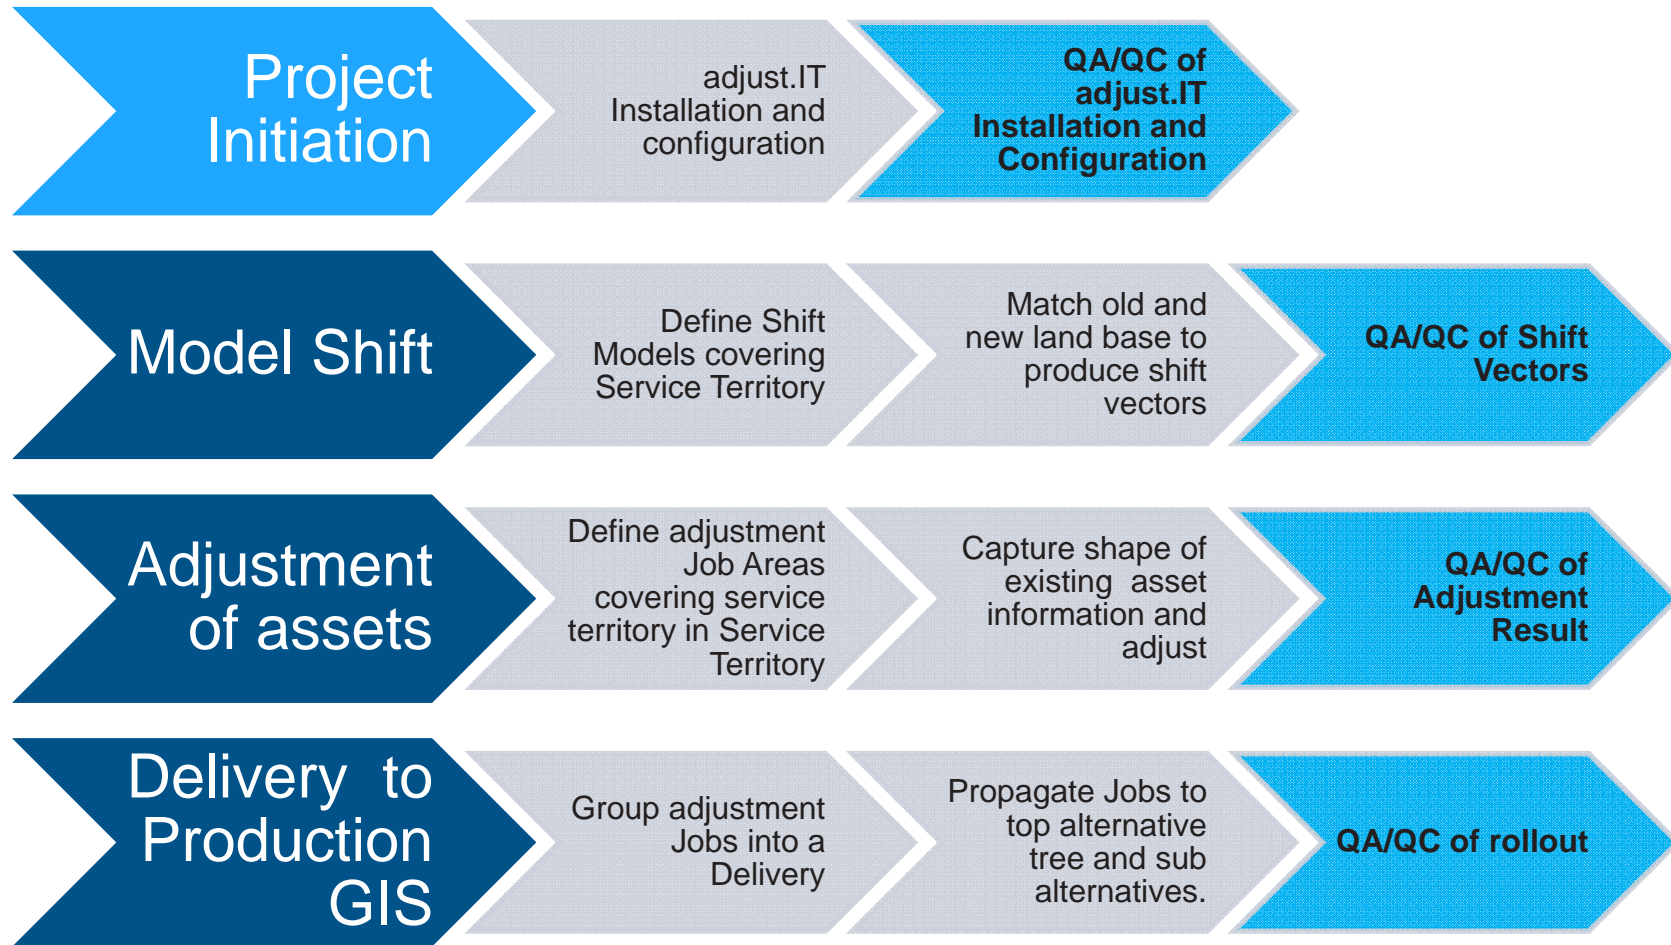 Project
Initiation
adjust.IT
Installation and
configuration
QA/QC of
adjust.IT
Installation and
Configuration
Model Shift
Define Shift
Models covering
Service Territory
Match old and
new land base to
produce shift
vectors
QA/QC of Shift
Vectors
Adjustment
of assets
Define adjustment
Job Areas
covering service
territory in Service
Territory
Capture shape of
existing  asset
information and
adjust
QA/QC of
Adjustment
Result
Delivery  to
Production
GIS
Group adjustment
Jobs into a
Delivery
Propagate Jobs to
top alternative
tree and sub
alternatives.
QA/QC of rollout